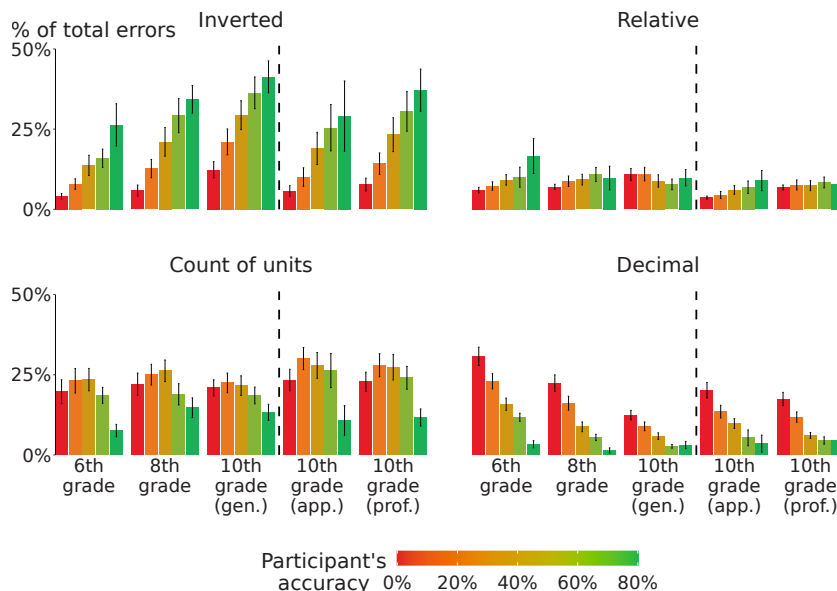 % of total errors
Inverted
Relative
50%
25%
0%
Count of units
Decimal
50%
25%
0%
6th grade
8th grade
10th grade (gen.)
10th grade (app.)
10th grade (prof.)
6th grade
8th grade
10th grade (gen.)
10th grade (app.)
10th grade (prof.)
Participant's
accuracy
0% 20% 40% 60% 80%